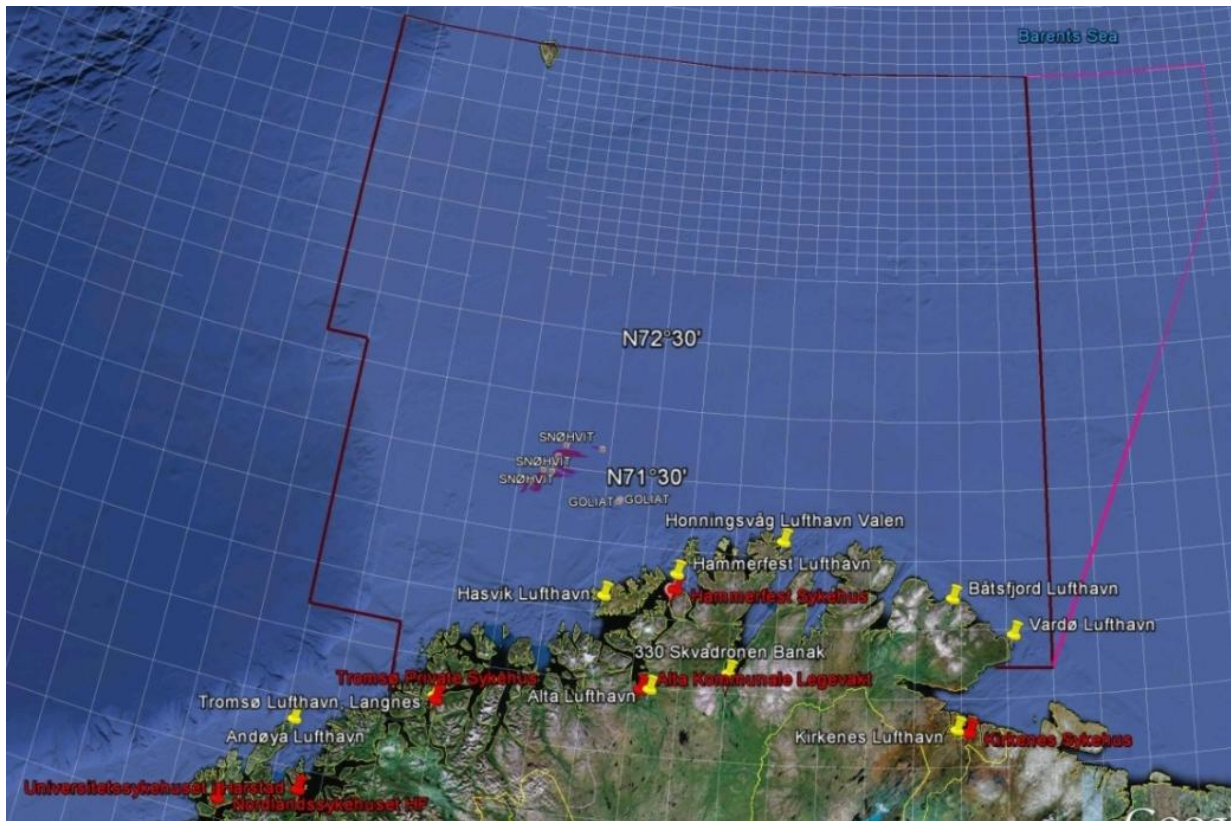 Barents Sea
N72°30'
SNØHVIT
SNØHVIT
SNØHVIT
N71°30'
GOLIAT
GOLIAT
Honningsvåg Lufthavn Valen
Hammerfest Lufthavn
Hasvik Lufthavn
Hammerfest Sykehus
Båtsfjord Lufthavn
Vardø Lufthavn
330 Skvadronen Banak
Tromsø Private Sykehus
Alta Kommunale Legevakt
Tromsø Lufthavn, Langnes
Alta Lufthavn
Andøya Lufthavn
Kirkenes Lufthavn
Kirkenes Sykehus
Harstad
Nordlandssykehuset HF